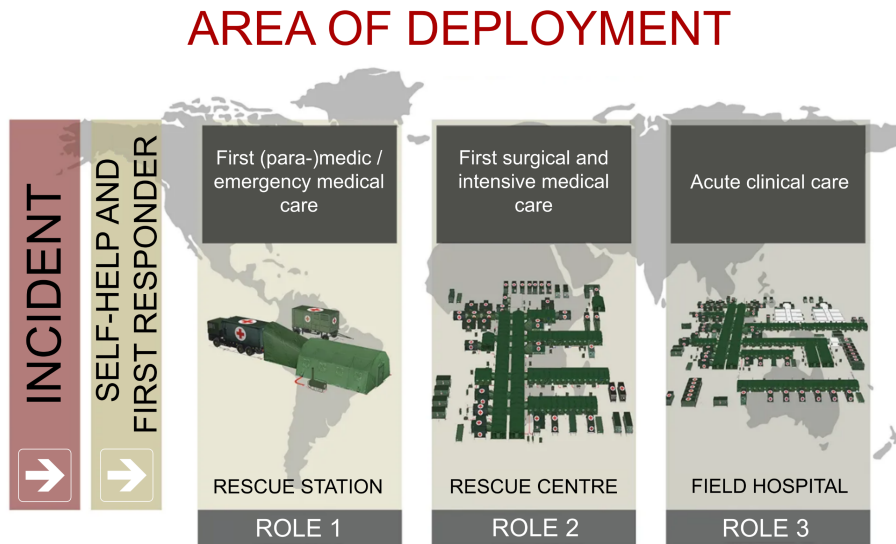 AREA OF DEPLOYMENT
INCIDENT
SELF-HELP AND
FIRST RESPONDER
First (para-)medic /
emergency medical
care
RESCUE STATION
ROLE 1
First surgical and
intensive medical
care
RESCUE CENTRE
ROLE 2
Acute clinical care
FIELD HOSPITAL
ROLE 3